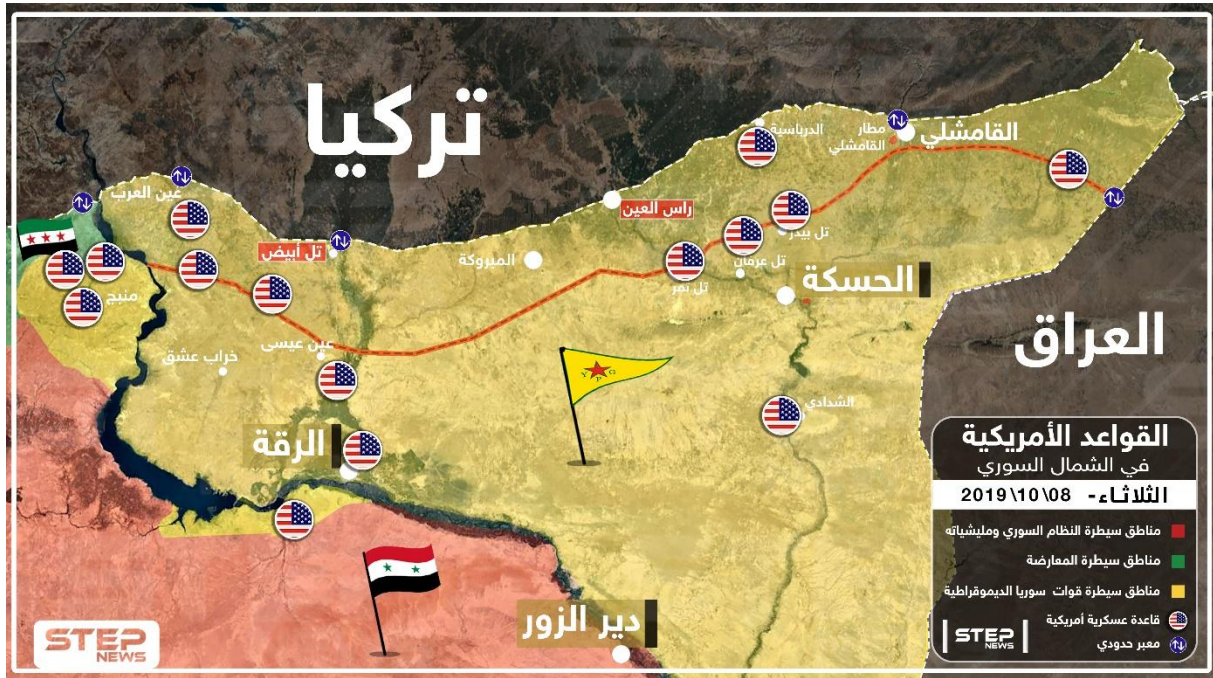 تركيا
القامشلي
مطار
القامشلي
الدرباسية
عين العرب
راس العين
تل أبيض
المبروكة
تل بيدر
تل عرفان
تل تمر
الحسكة
منبج
العراق
عين عيسى
خراب عشق
Y P G
الشدادي
الرقة
دير الزور
القواعد الأمريكية
في الشمال السوري
الثلاثاء- 08\10\2019
مناطق سيطرة النظام السوري ومليشياته
مناطق سيطرة المعارضة
مناطق سيطرة قوات سوريا الديموقراطية
قاعدة عسكرية أمريكية
معبر حدودي
STEP
NEWS
STEP
NEWS